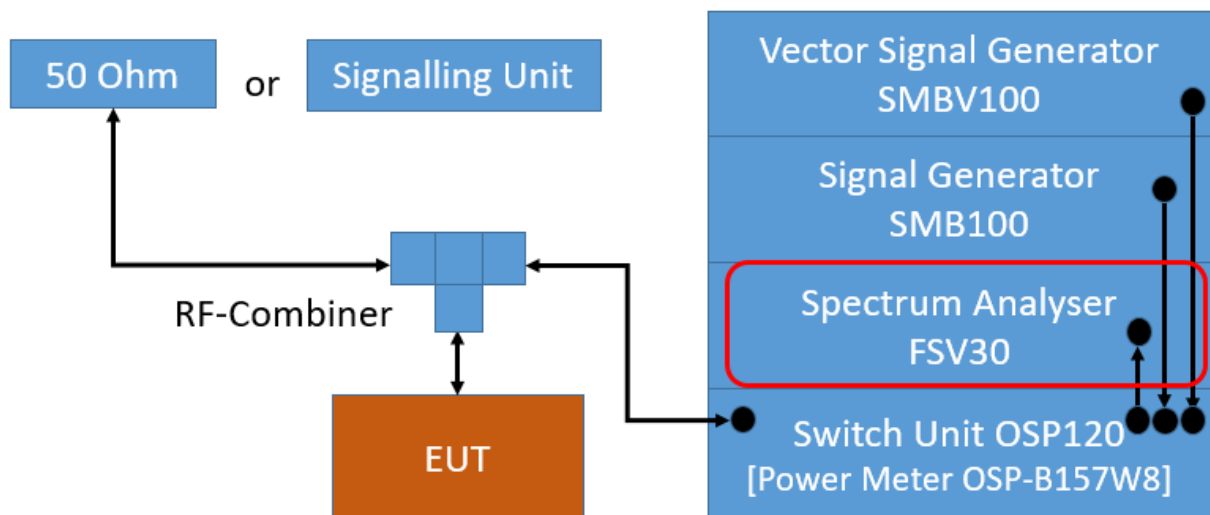 50 Ohm
or
Signalling Unit
Vector Signal Generator
SMBV100
Signal Generator
SMB100
Spectrum Analyser
FSV30
RF-Combiner
EUT
Switch Unit OSP120
[Power Meter OSP-B157W8]